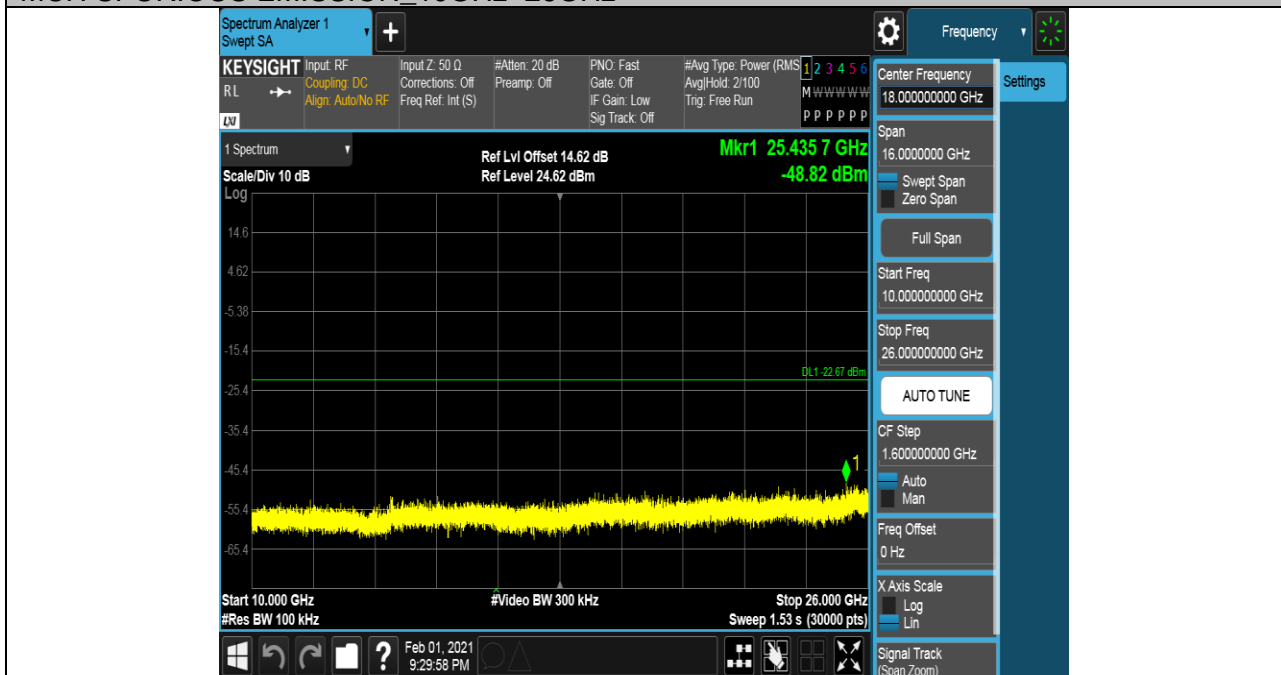 Spectrum Analyzer 1
Swept SA
+
Frequency
KEYSIGHT
RL
LXI
Input: RF
Coupling: DC
Align: Auto/No RF
Input Z: 50 Ω
Corrections: Off
Freq Ref: Int (S)
#Atten: 20 dB
Preamp: Off
PNO: Fast
Gate: Off
IF Gain: Low
Sig Track: Off
#Avg Type: Power (RMS
Avg|Hold: 2/100
Trig: Free Run
1 2 3 4 5 6
M W W W W W
P P P P P P
1 Spectrum
Scale/Div 10 dB
Log
Ref Lvl Offset 14.62 dB
Ref Level 24.62 dBm
Mkr1 25.435 7 GHz
-48.82 dBm
14.6
4.62
-5.38
-15.4
DL1 -22.67 dBm
-25.4
-35.4
-45.4
1
-55.4
-65.4
Start 10.000 GHz
#Res BW 100 kHz
#Video BW 300 kHz
Stop 26.000 GHz
Sweep 1.53 s (30000 pts)
Feb 01, 2021
9:29:58 PM
?
Center Frequency
18.000000000 GHz
Settings
Span
16.0000000 GHz
Swept Span
Zero Span
Full Span
Start Freq
10.000000000 GHz
Stop Freq
26.000000000 GHz
AUTO TUNE
CF Step
1.600000000 GHz
Auto
Man
Freq Offset
0 Hz
X Axis Scale
Log
Lin
Signal Track
(Span Zoom)